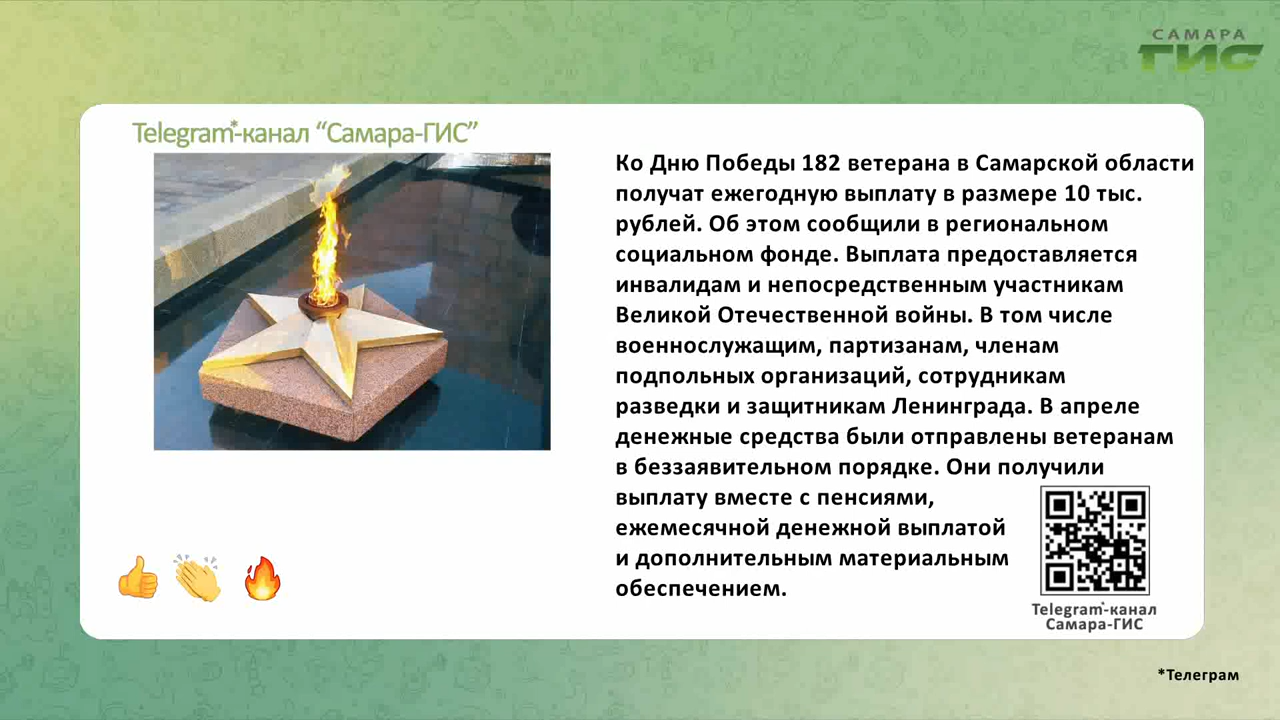 САМАРА
ГИС
Telegram*-канал “Самара-ГИС”
Ко Дню Победы 182 ветерана в Самарской области
получат ежегодную выплату в размере 10 тыс.
рублей. Об этом сообщили в региональном
социальном фонде. Выплата предоставляется
инвалидам и непосредственным участникам
Великой Отечественной войны. В том числе
военнослужащим, партизанам, членам
подпольных организаций, сотрудникам
разведки и защитникам Ленинграда. В апреле
денежные средства были отправлены ветеранам
в беззаявительном порядке. Они получили
выплату вместе с пенсиями,
ежемесячной денежной выплатой
и дополнительным материальным
обеспечением.
Telegram*-канал
Самара-ГИС
*Телеграм